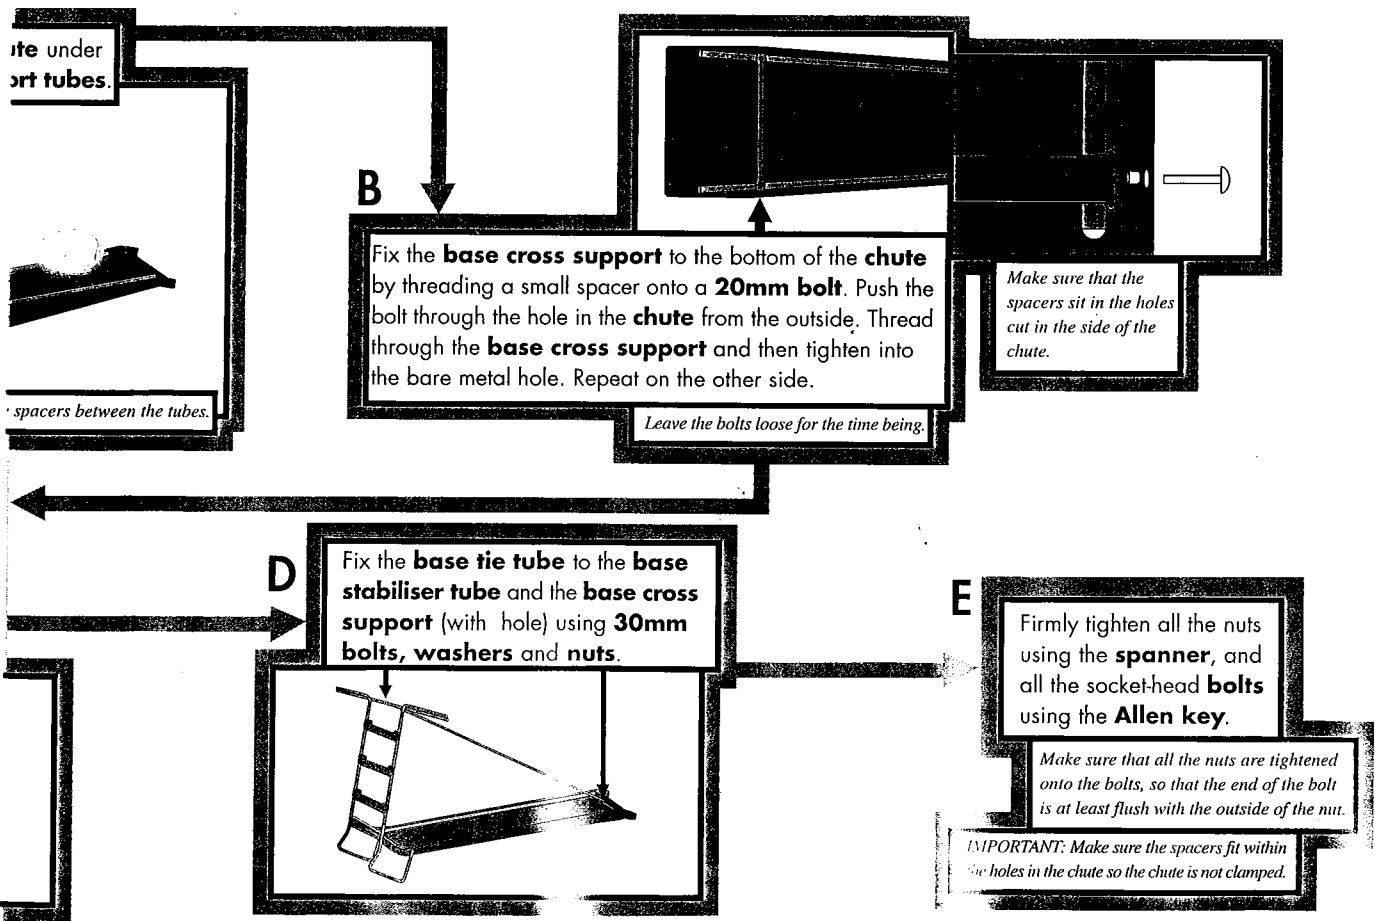 under
tubes.
spacers between the tubes.
B
Fix the base cross support to the bottom of the chute
by threading a small spacer onto a 20mm bolt. Push the
bolt through the hole in the chute from the outside. Thread
through the base cross support and then tighten into
the bare metal hole. Repeat on the other side.
Leave the bolts loose for the time being.
Make sure that the
spacers sit in the holes
cut in the side of the
chute.
D
Fix the base tie tube to the base
stabiliser tube and the base cross
support (with hole) using 30mm
bolts, washers and nuts.
E
Firmly tighten all the nuts
using the spanner, and
all the socket-head bolts
using the Allen key.
Make sure that all the nuts are tightened
onto the bolts, so that the end of the bolt
is at least flush with the outside of the nut.
IMPORTANT: Make sure the spacers fit within
the holes in the chute so the chute is not clamped.